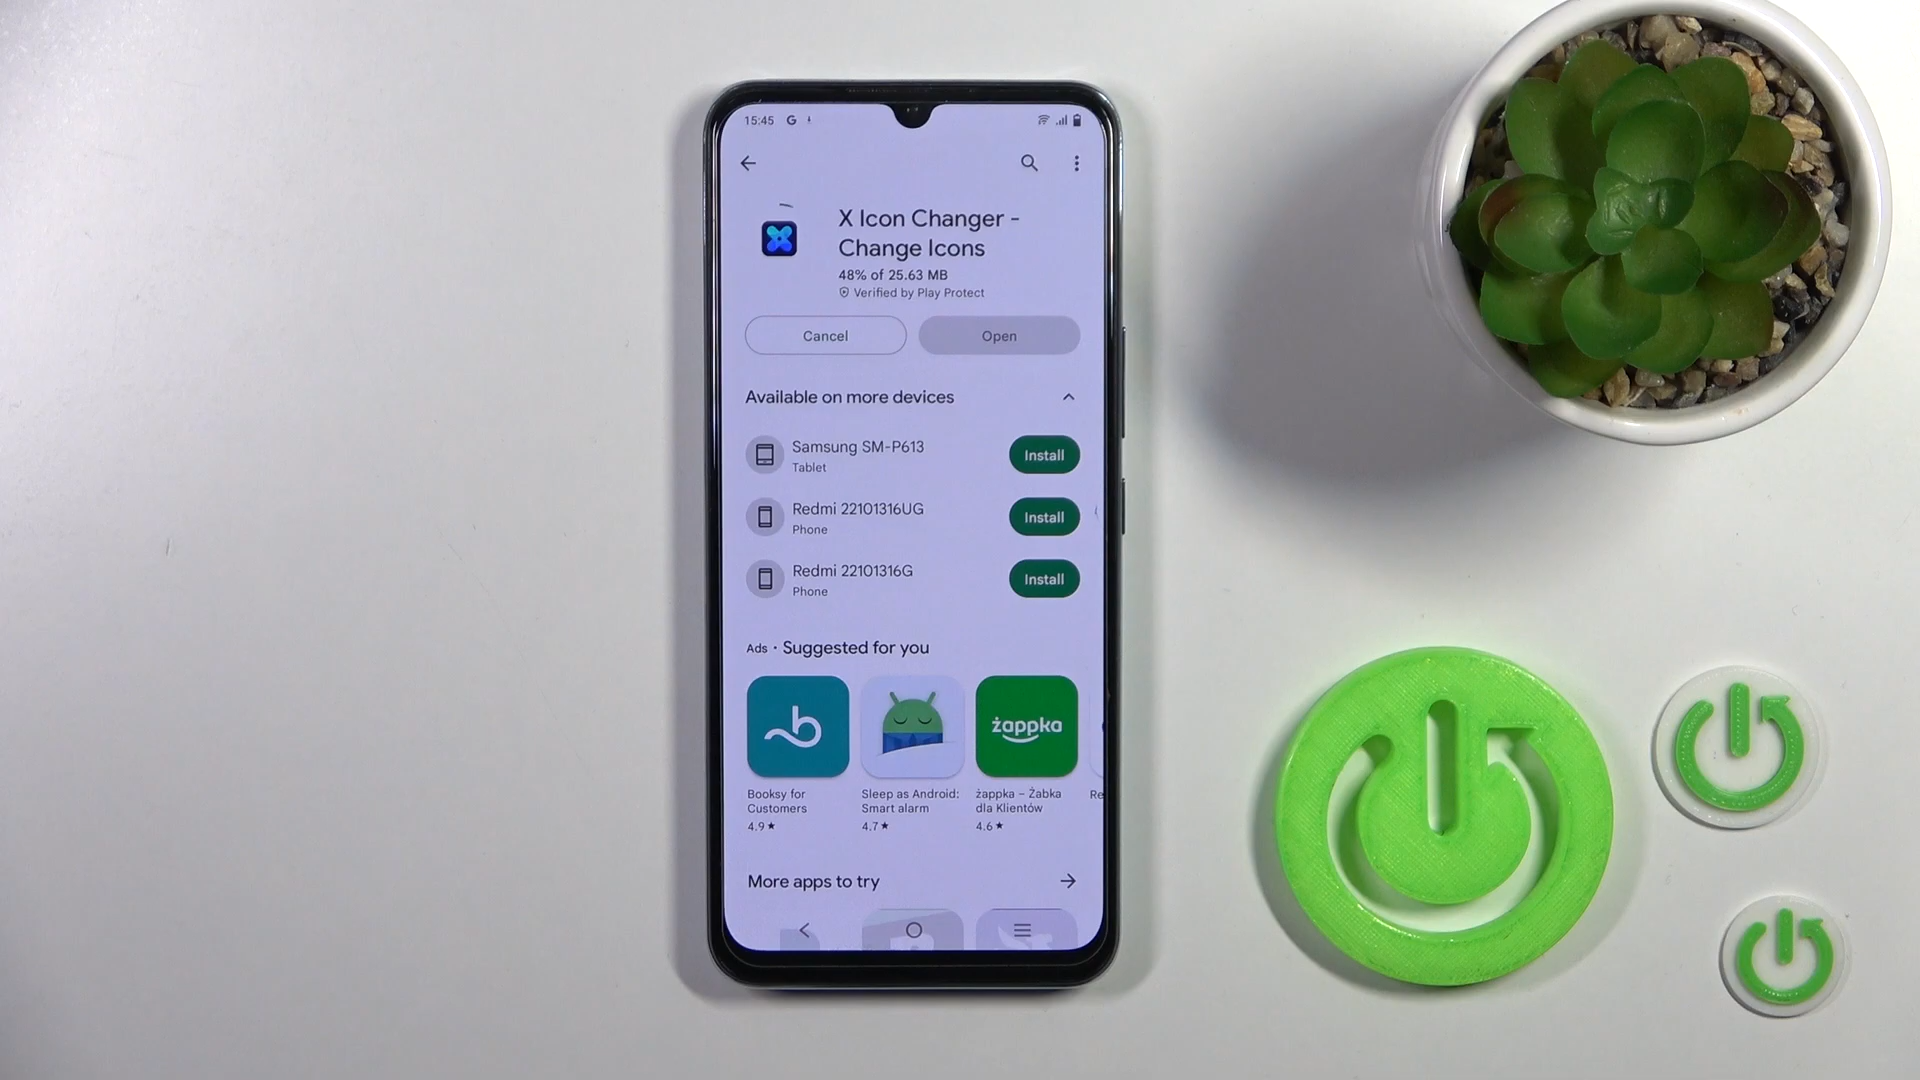 15:45 G
X Icon Changer -
Change Icons
48% of 25.63 MB
Verified by Play Protect
Cancel
Open
Available on more devices
Samsung SM-P613
Tablet
Install
Redmi 22101316UG
Phone
Install
Redmi 22101316G
Phone
Install
Ads • Suggested for you
żappka
Booksy for
Customers
4.9★
Sleep as Android:
Smart alarm
4.7★
żappka – Żabka
dla Klientów
4.6★
Re
More apps to try